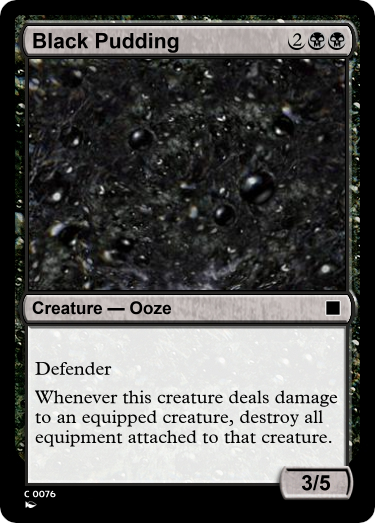 Black Pudding 2
Creature — Ooze
Defender
Whenever this creature deals damage
to an equipped creature, destroy all
equipment attached to that creature.
3/5
C 0076